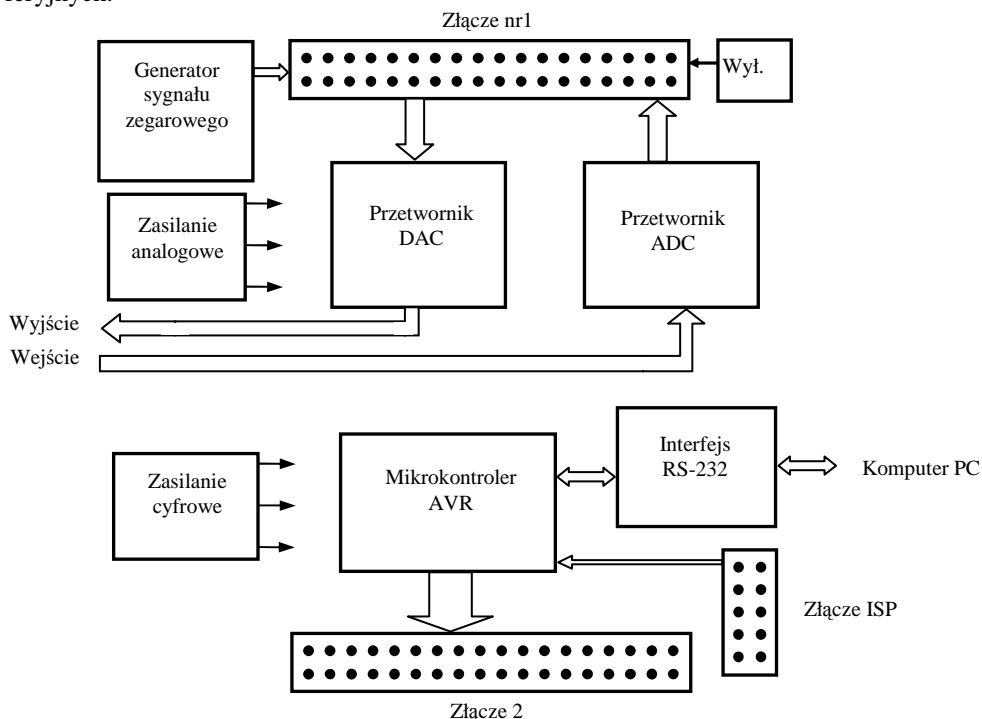 Złącze nr1
Generator
sygnału
zegarowego
Wył.
Zasilanie
analogowe
Przetwornik
DAC
Przetwornik
ADC
Wyjście
Wejście
Zasilanie
cyfrowe
Mikrokontroler
AVR
Interfejs
RS-232
Komputer PC
Złącze ISP
Złącze 2